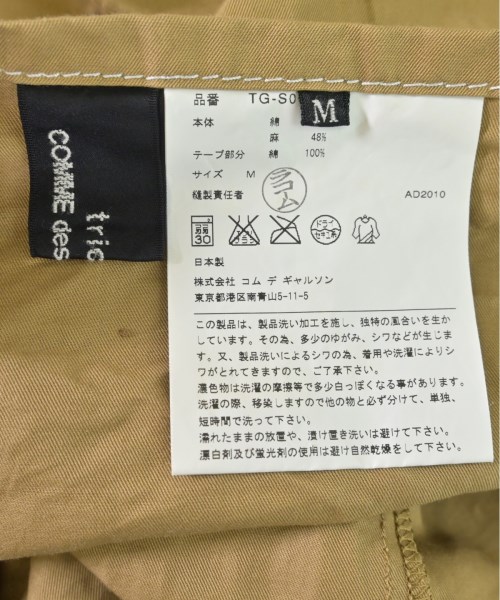 tric
COMME des
M
品番 TG-S0
本体 綿
麻 48%
テープ部分 綿 100%
サイズ M
縫製責任者 コム AD2010
30 ドライ セキユ系
日本製
株式会社 コム デ ギャルソン
東京都港区南青山5-11-5
この製品は、製品洗い加工を施し、独特の風合いを生か
しています。その為、多少のゆがみ、シワなどが生じま
す。又、製品洗いによるシワの為、着用や洗濯によりシ
ワがとれてきますので、ご了承下さい。
濃色物は洗濯の摩擦等で多少白っぽくなる事があります。
洗濯の際、移染しますので他の物と必ず分けて、単独、
短時間で洗って下さい。
濡れたままの放置や、漬け置き洗いは避けて下さい。
漂白剤及び蛍光剤の使用は避け自然乾燥をして下さい。